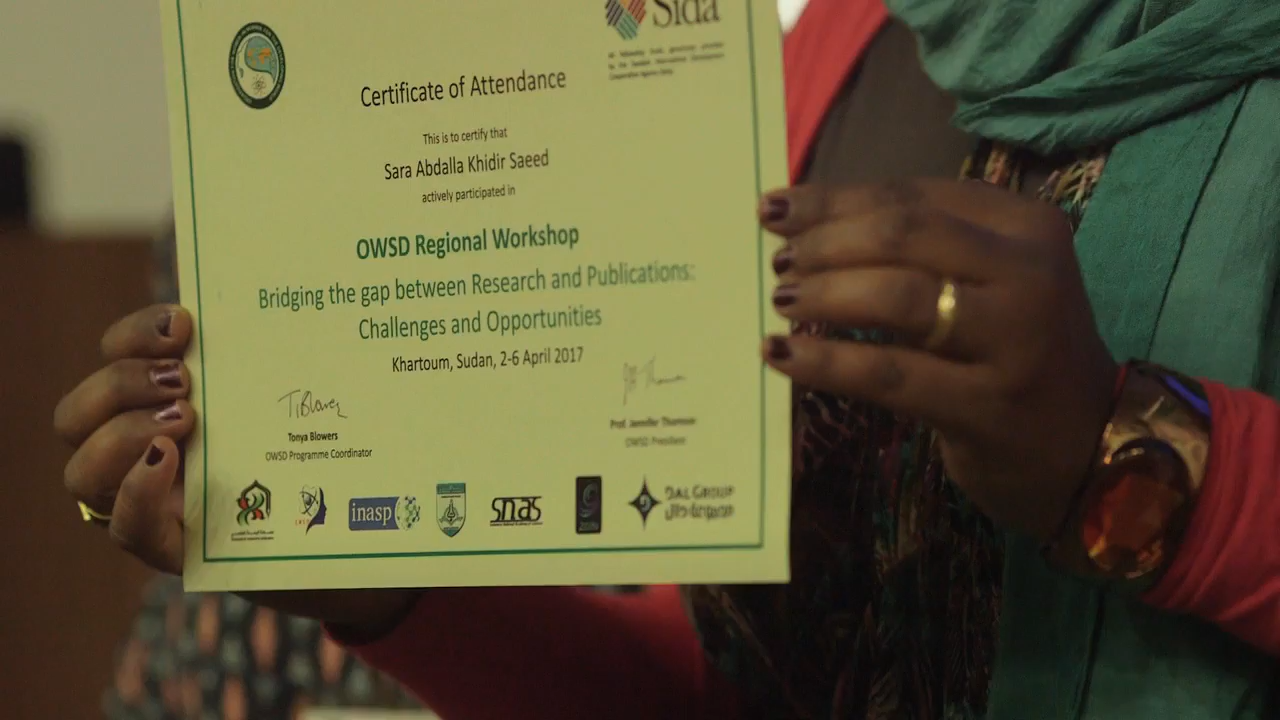 Sida
Certificate of Attendance
This is to certify that
Sara Abdalla Khidir Saeed
actively participated in
OWSD Regional Workshop
Bridging the gap between Research and Publications:
Challenges and Opportunities
Khartoum, Sudan, 2-6 April 2017
TiBlowers
Tonya Blowers
OWSD Programme Coordinator
Prof. Jennifer Thomson
OWSD President
inasp
snas
DAL GROUP